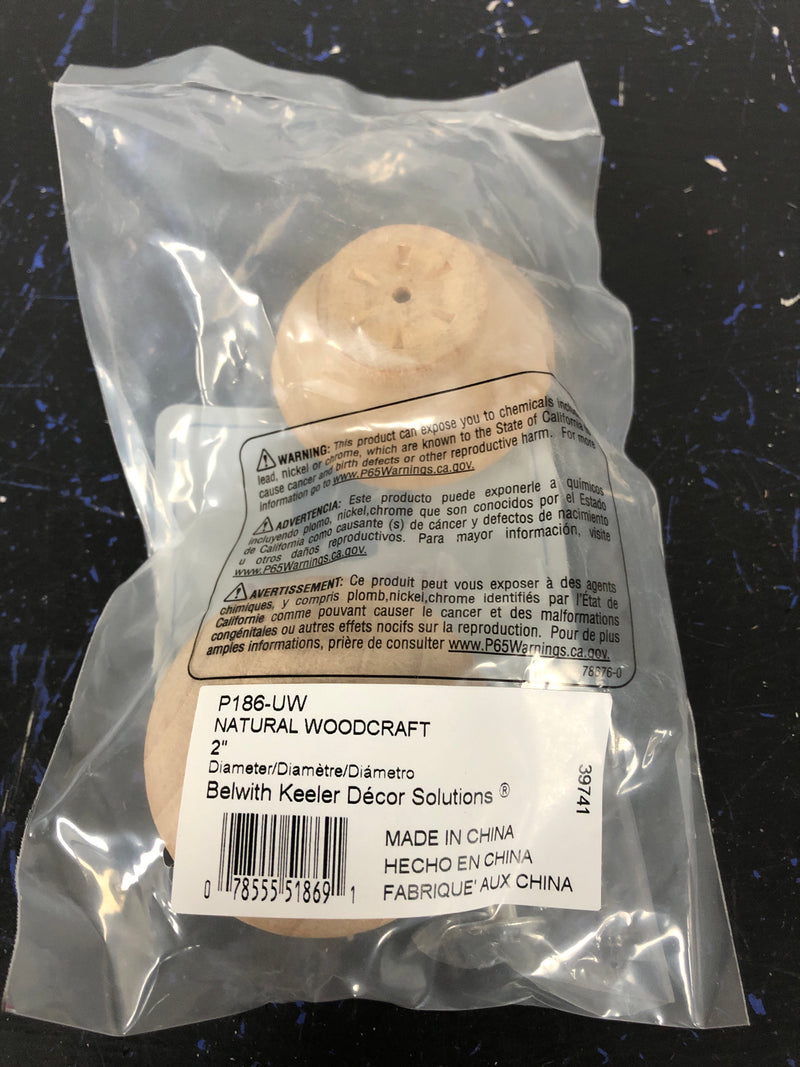 WARNING: This product can expose you to chemicals
lead, nickel or chrome, which are known to the State of California
cause cancer and birth defects or other reproductive harm. For more
information go to www.P65Warnings.ca.gov.
ADVERTENCIA: Este producto puede exponerle a químicos
incluyendo plomo, nickel,chrome que son conocidos por el Estado
de California como causante (s) de cáncer y defectos de nacimiento
u otros daños reproductivos. Para mayor información, visite
www.P65Warnings.ca.gov.
AVERTISSEMENT: Ce produit peut vous exposer à des agents
chimiques, y compris plomb,nickel,chrome identifiés par l'État de
Californie comme pouvant causer le cancer et des malformations
congénitales ou autres effets nocifs sur la reproduction. Pour de plus
amples informations, prière de consulter www.P65Warnings.ca.gov.
78676-0
P186-UW
NATURAL WOODCRAFT
2"
Diameter/Diamètre/Diámetro
Belwith Keeler Décor Solutions ®
39741
MADE IN CHINA
HECHO EN CHINA
FABRIQUE' AUX CHINA
0 78555 51869 1